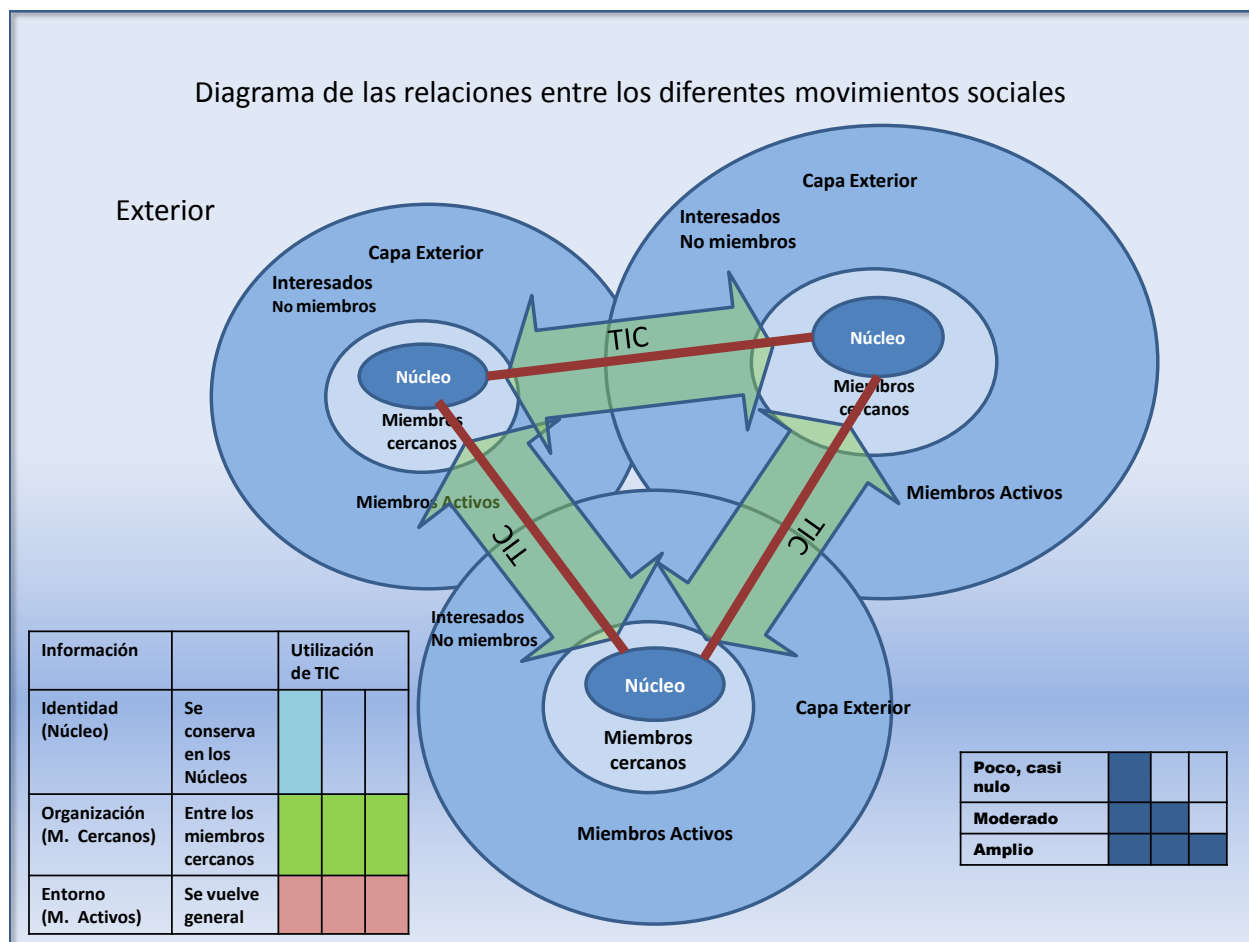 Diagrama de las relaciones entre los diferentes movimientos sociales
Exterior
Capa Exterior
Interesados
No miembros
Núcleo
Miembros
cercanos
Miembros Activos
Capa Exterior
Interesados
No miembros
Núcleo
Miembros
cercanos
Miembros Activos
TIC
TIC
TIC
Interesados
No miembros
Núcleo
Capa Exterior
Miembros
cercanos
Miembros Activos
Información
Utilización
de TIC
Identidad
(Núcleo)
Se
conserva
en los
Núcleos
Organización
(M. Cercanos)
Entre los
miembros
cercanos
Entorno
(M. Activos)
Se vuelve
general
Poco, casi
nulo
Moderado
Amplio